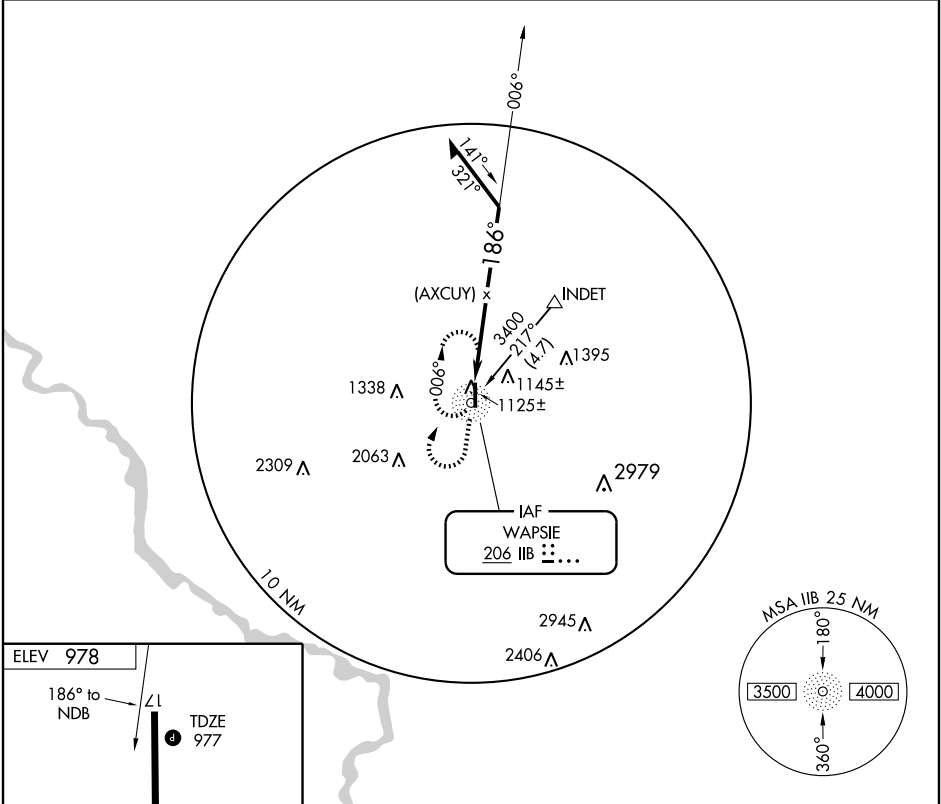 006°
141°
321°
186°
(AXCUY) x
INDET
3400
217°
(4.7)
1395
1145±
1125±
1338
006°
2309
2063
2979
IAF
WAPSIE
206 IIB
10 NM
2945
2406
MSA IIB 25 NM
180°
3500
4000
360°
ELEV 978
186° to
NDB
17
TDZE
977
P